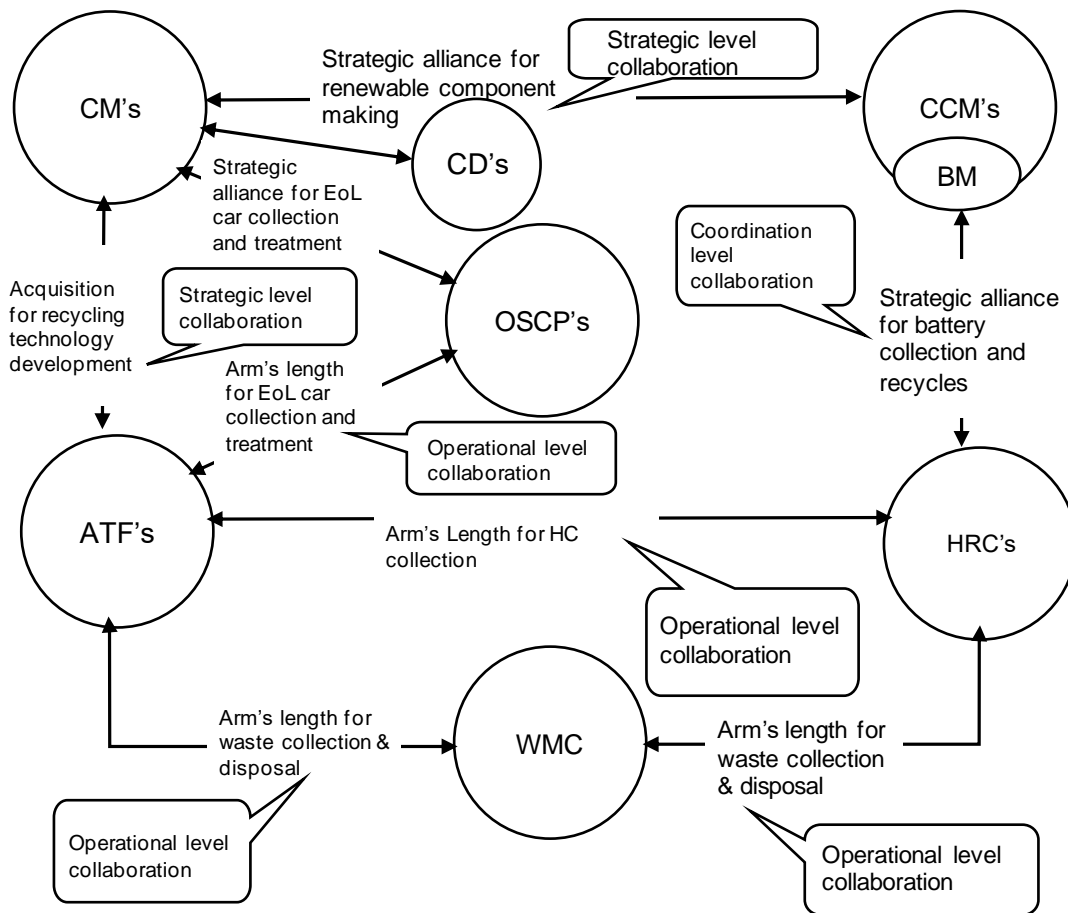 CM's
Strategic alliance for
renewable component
making
Strategic level
collaboration
CCM's
BM
CD's
Strategic
alliance for EoL
car collection
and treatment
Coordination
level
collaboration
Acquisition
for recycling
technology
development
Strategic level
collaboration
OSCP's
Strategic alliance
for battery
collection and
recycles
Arm's length
for EoL car
collection and
treatment
Operational level
collaboration
ATF's
Arm's Length for HC
collection
HRC's
Operational level
collaboration
Arm's length for
waste collection &
disposal
WMC
Arm's length for
waste collection
& disposal
Operational level
collaboration
Operational level
collaboration